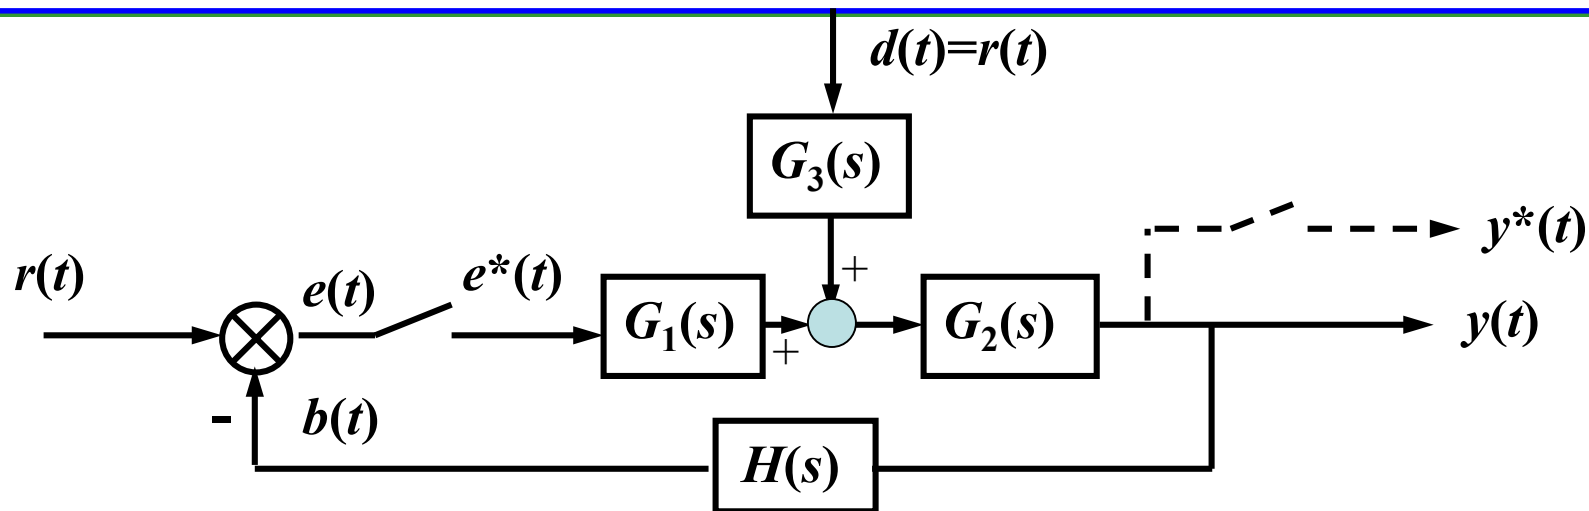 d(t)=r(t)
G₃(s)
y*(t)
r(t)
e(t)
e*(t)
+
G₁(s)
+
G₂(s)
y(t)
-
b(t)
H(s)